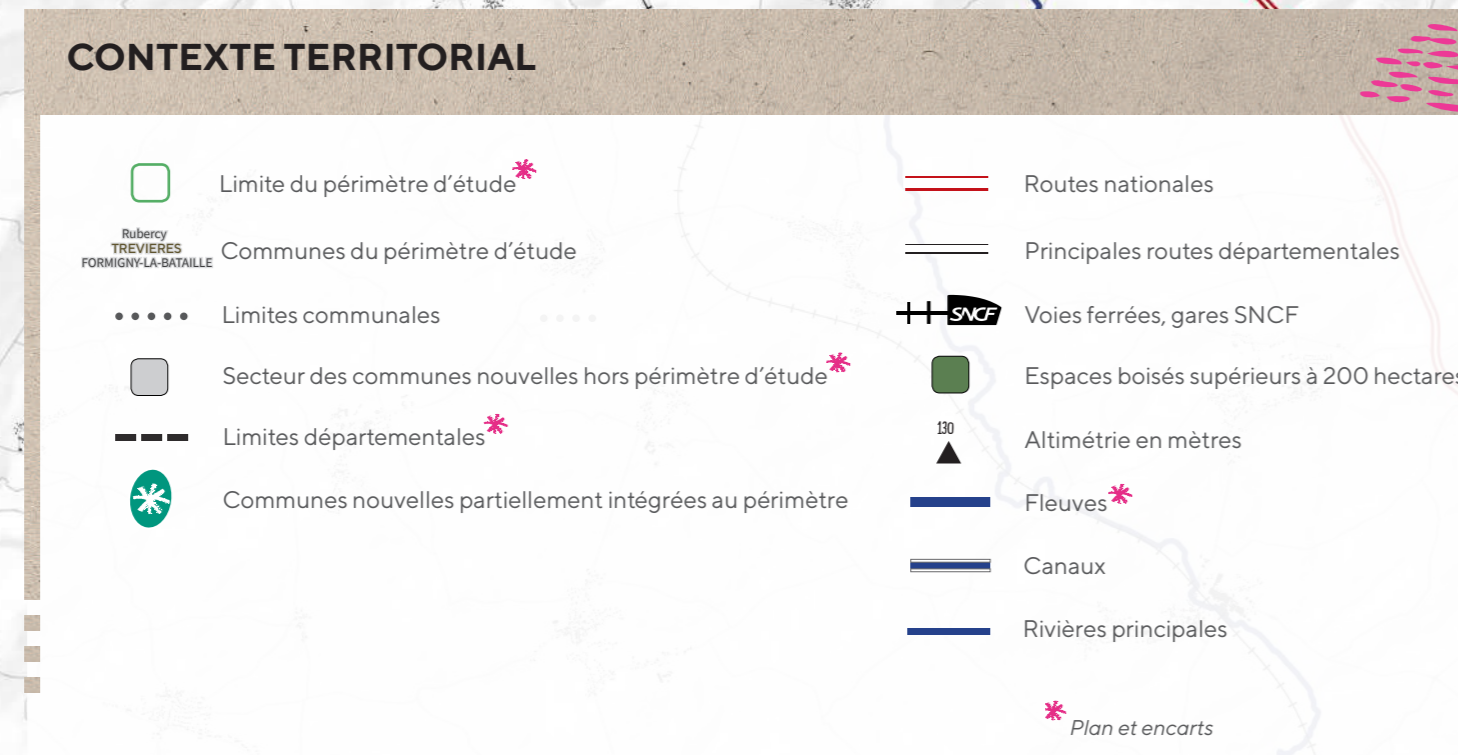 CONTEXTE TERRITORIAL
Limite du périmètre d'étude
Rubercy
TREVIERES
FORMIGNY-LA-BATAILLE
Communes du périmètre d'étude
Limites communales
Secteur des communes nouvelles hors périmètre d'étude
Limites départementales
Communes nouvelles partiellement intégrées au périmètre
Routes nationales
Principales routes départementales
SNCF
Voies ferrées, gares SNCF
Espaces boisés supérieurs à 200 hectares
130
Altimétrie en mètres
Fleuves
Canaux
Rivières principales
Plan et encarts